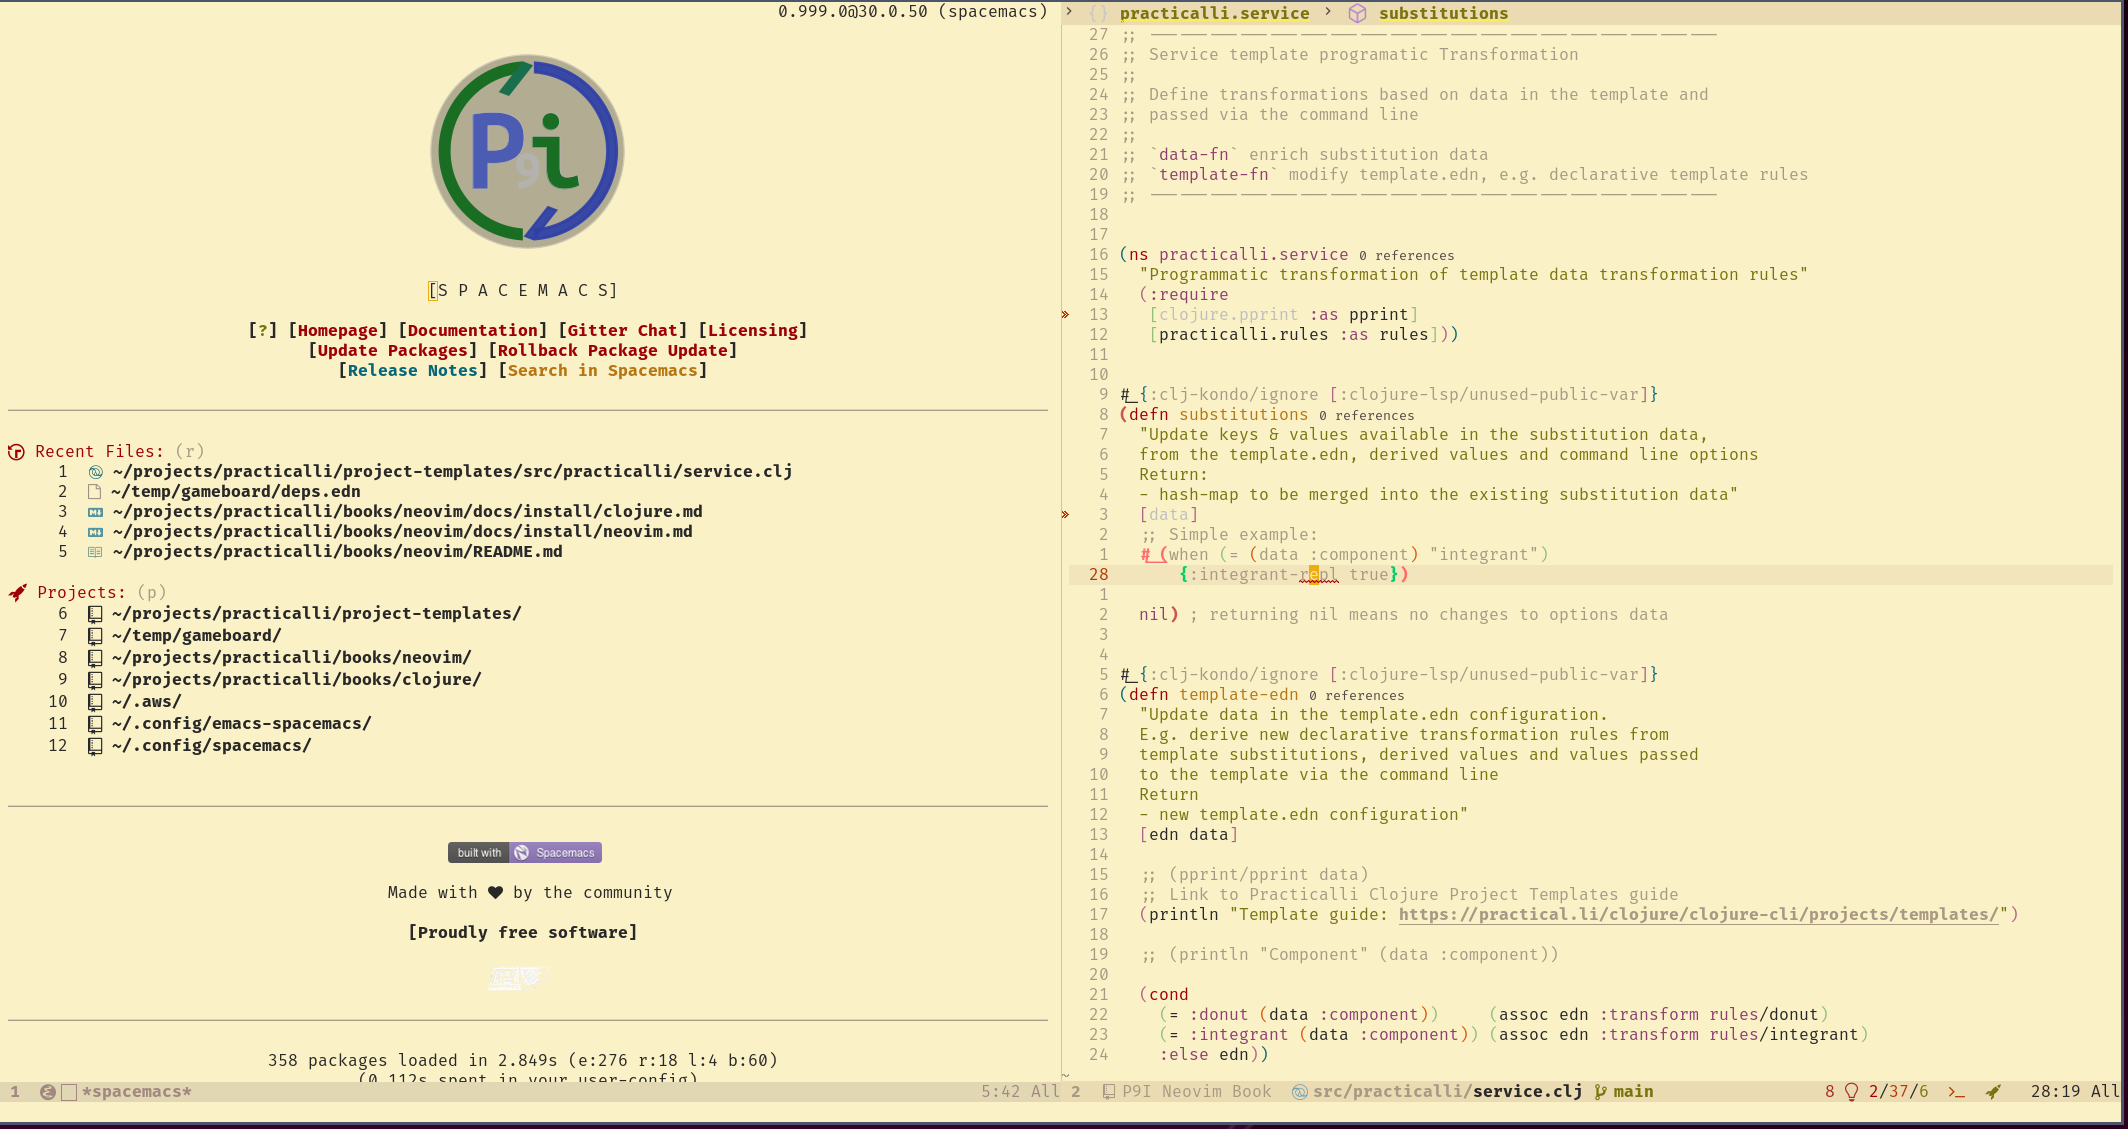 0.999.0@30.0.50 (spacemacs)
P9i
[S P A C E M A C S]
[?] [Homepage] [Documentation] [Gitter Chat] [Licensing]
[Update Packages] [Rollback Package Update]
[Release Notes] [Search in Spacemacs]
Recent Files: (r)
1 ~/projects/practicalli/project-templates/src/practicalli/service.clj
2 ~/temp/gameboard/deps.edn
3 ~/projects/practicalli/books/neovim/docs/install/clojure.md
4 ~/projects/practicalli/books/neovim/docs/install/neovim.md
5 ~/projects/practicalli/books/neovim/README.md
Projects: (p)
6 ~/projects/practicalli/project-templates/
7 ~/temp/gameboard/
8 ~/projects/practicalli/books/neovim/
9 ~/projects/practicalli/books/clojure/
10 ~/.aws/
11 ~/.config/emacs-spacemacs/
12 ~/.config/spacemacs/
built with Spacemacs
Made with ♥ by the community
[Proudly free software]
358 packages loaded in 2.849s (e:276 r:18 l:4 b:60)
(0.112s spent in your user-config)
1 *spacemacs* 5:42 All
› {} practicalli.service › substitutions
27 ;; ---------------------------------------------------------
26 ;; Service template programatic Transformation
25 ;;
24 ;; Define transformations based on data in the template and
23 ;; passed via the command line
22 ;;
21 ;; `data-fn` enrich substitution data
20 ;; `template-fn` modify template.edn, e.g. declarative template rules
19 ;; ---------------------------------------------------------
18
17
16 (ns practicalli.service 0 references
15 "Programmatic transformation of template data transformation rules"
14 (:require
» 13 [clojure.pprint :as pprint]
12 [practicalli.rules :as rules]))
11
10
9 #_{:clj-kondo/ignore [:clojure-lsp/unused-public-var]}
8 (defn substitutions 0 references
7 "Update keys & values available in the substitution data,
6 from the template.edn, derived values and command line options
5 Return:
4 - hash-map to be merged into the existing substitution data"
» 3 [data]
2 ;; Simple example:
1 #_(when (= (data :component) "integrant")
28 {:integrant-repl true})
1
2 nil) ; returning nil means no changes to options data
3
4
5 #_{:clj-kondo/ignore [:clojure-lsp/unused-public-var]}
6 (defn template-edn 0 references
7 "Update data in the template.edn configuration.
8 E.g. derive new declarative transformation rules from
9 template substitutions, derived values and values passed
10 to the template via the command line
11 Return
12 - new template.edn configuration"
13 [edn data]
14
15 ;; (pprint/pprint data)
16 ;; Link to Practicalli Clojure Project Templates guide
17 (println "Template guide: https://practical.li/clojure/clojure-cli/projects/templates/")
18
19 ;; (println "Component" (data :component))
20
21 (cond
22 (= :donut (data :component)) (assoc edn :transform rules/donut)
23 (= :integrant (data :component)) (assoc edn :transform rules/integrant)
24 :else edn))
~
2 P9I Neovim Book src/practicalli/service.clj main 8 2/37/6 >_ 28:19 All